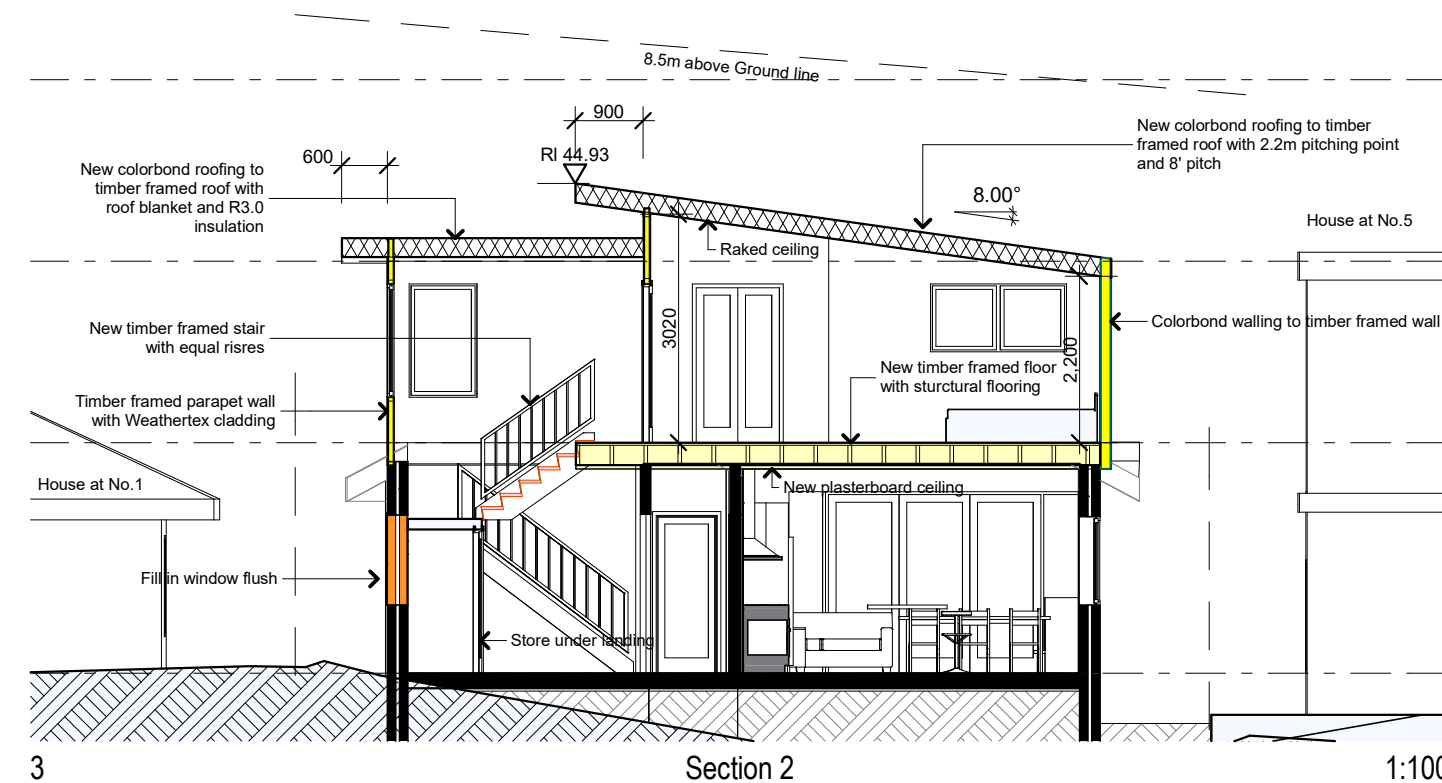 8.5m above Ground line
900
600
Rl 44.93
New colorbond roofing to
timber framed roof with
roof blanket and R3.0
insulation
New colorbond roofing to timber
framed roof with 2.2m pitching point
and 8' pitch
8.00°
House at No.5
Raked ceiling
New timber framed stair
with equal risres
3020
Colorbond walling to timber framed wall
New timber framed floor
with sturctural flooring
2,200
Timber framed parapet wall
with Weathertex cladding
House at No.1
New plasterboard ceiling
Fill in window flush
Store under landing
3
Section 2
1:100